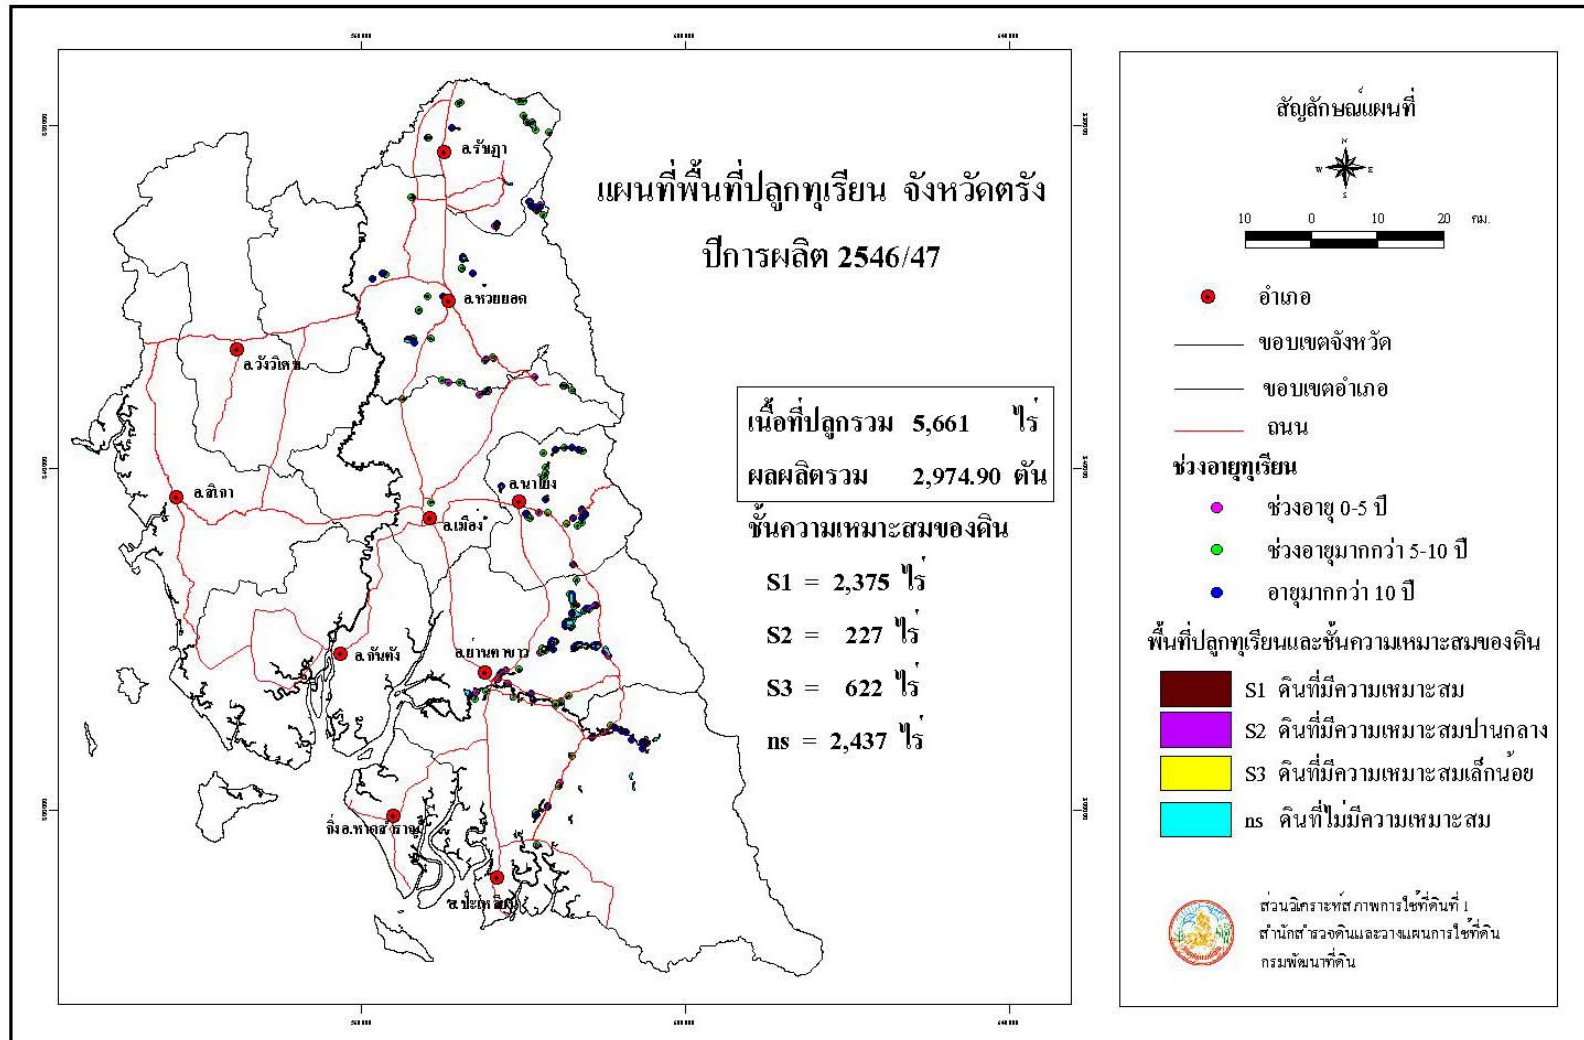 แผนที่พื้นที่ปลูกทุเรียน จังหวัดตรัง
ปีการผลิต 2546/47
อ.รัษฎา
อ.ห้วยยอด
อ.วังวิเศษ
อ.สิเกา
อ.เมือง
อ.นาโยง
อ.กันตัง
อ.ย่านตาขาว
กิ่งอ.หาดสำราญ
อ.ปะเหลียน
เนื้อที่ปลูกรวม 5,661 ไร่
ผลผลิตรวม 2,974.90 ตัน
ชั้นความเหมาะสมของดิน
S1 = 2,375 ไร่
S2 = 227 ไร่
S3 = 622 ไร่
ns = 2,437 ไร่
สัญลักษณ์แผนที่
N
W E
S
10 0 10 20 กม.
อำเภอ
ขอบเขตจังหวัด
ขอบเขตอำเภอ
ถนน
ช่วงอายุทุเรียน
ช่วงอายุ 0-5 ปี
ช่วงอายุมากกว่า 5-10 ปี
อายุมากกว่า 10 ปี
พื้นที่ปลูกทุเรียนและชั้นความเหมาะสมของดิน
S1 ดินที่มีความเหมาะสม
S2 ดินที่มีความเหมาะสมปานกลาง
S3 ดินที่มีความเหมาะสมเล็กน้อย
ns ดินที่ไม่มีความเหมาะสม
ส่วนวิเคราะห์สภาพการใช้ที่ดินที่ 1
สำนักสำรวจดินและวางแผนการใช้ที่ดิน
กรมพัฒนาที่ดิน